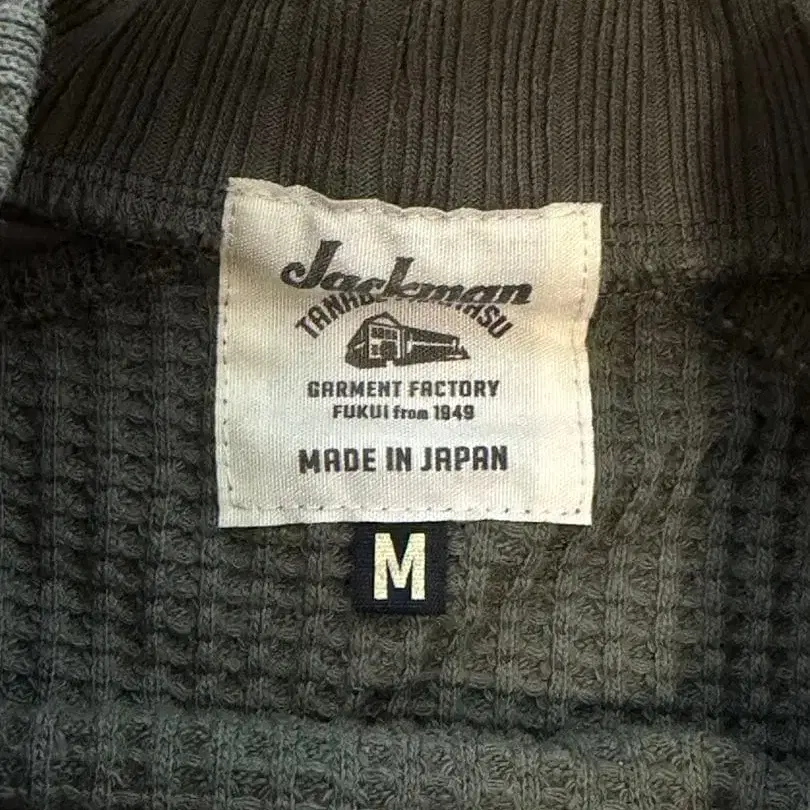 Jackman
GARMENT FACTORY
FUKUI from 1949
MADE IN JAPAN
M